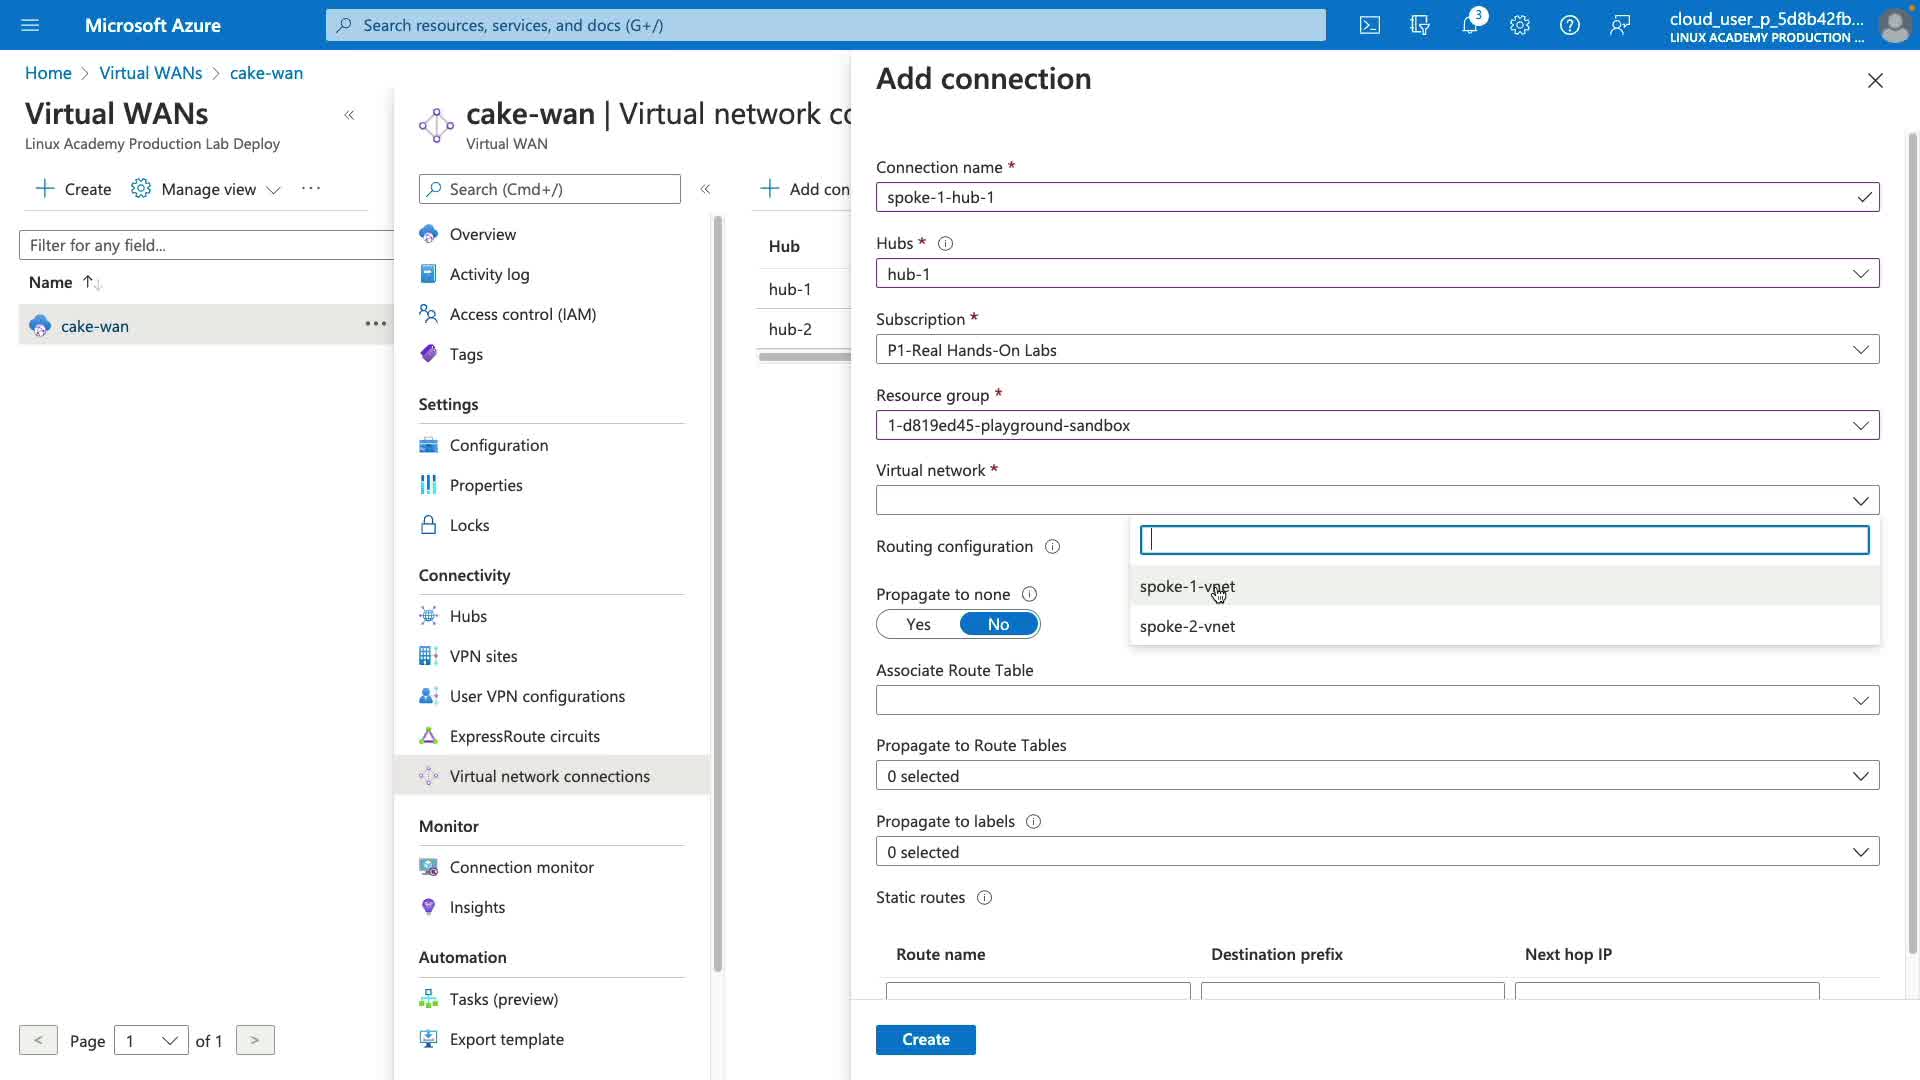 Microsoft Azure
Search resources, services, and docs (G+/)
3
cloud_user_p_5d8b42fb...
LINUX ACADEMY PRODUCTION ...
Home > Virtual WANs > cake-wan
Virtual WANs
Linux Academy Production Lab Deploy
Create
Manage view
Filter for any field...
Name
cake-wan
Page 1 of 1
cake-wan | Virtual network co
Virtual WAN
Search (Cmd+/)
Overview
Activity log
Access control (IAM)
Tags
Settings
Configuration
Properties
Locks
Connectivity
Hubs
VPN sites
User VPN configurations
ExpressRoute circuits
Virtual network connections
Monitor
Connection monitor
Insights
Automation
Tasks (preview)
Export template
Add con
Hub
hub-1
hub-2
Add connection
Connection name *
spoke-1-hub-1
Hubs *
hub-1
Subscription *
P1-Real Hands-On Labs
Resource group *
1-d819ed45-playground-sandbox
Virtual network *
spoke-1-vnet
spoke-2-vnet
Routing configuration
Propagate to none
Yes No
Associate Route Table
Propagate to Route Tables
0 selected
Propagate to labels
0 selected
Static routes
Route name Destination prefix Next hop IP
Create